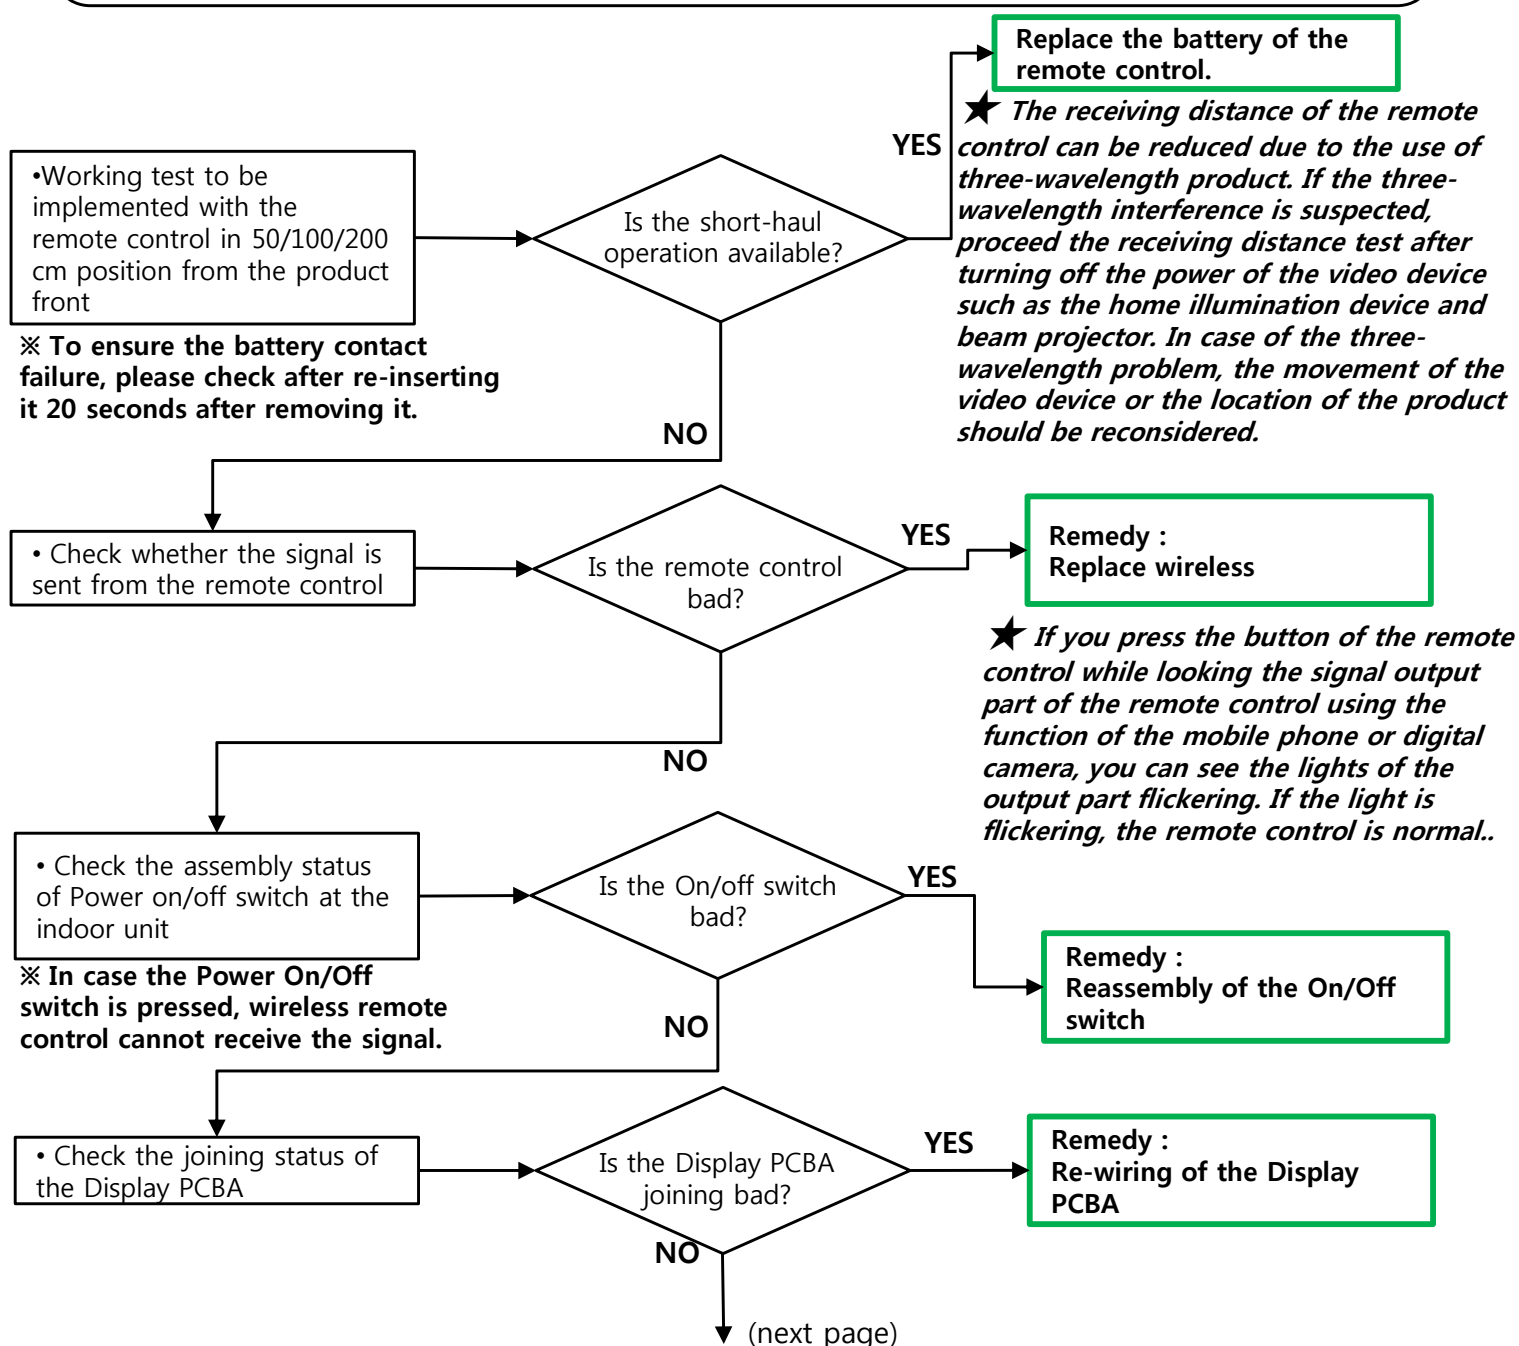 Replace the battery of the
remote control.
★ The receiving distance of the remote
control can be reduced due to the use of
three-wavelength product. If the three-
wavelength interference is suspected,
proceed the receiving distance test after
turning off the power of the video device
such as the home illumination device and
beam projector. In case of the three-
wavelength problem, the movement of the
video device or the location of the product
should be reconsidered.
YES
•Working test to be
implemented with the
remote control in 50/100/200
cm position from the product
front
Is the short-haul
operation available?
※ To ensure the battery contact
failure, please check after re-inserting
it 20 seconds after removing it.
NO
• Check whether the signal is
sent from the remote control
Is the remote control
bad?
YES
Remedy :
Replace wireless
★ If you press the button of the remote
control while looking the signal output
part of the remote control using the
function of the mobile phone or digital
camera, you can see the lights of the
output part flickering. If the light is
flickering, the remote control is normal..
NO
• Check the assembly status
of Power on/off switch at the
indoor unit
Is the On/off switch
bad?
YES
Remedy :
Reassembly of the On/Off
switch
※ In case the Power On/Off
switch is pressed, wireless remote
control cannot receive the signal.
NO
• Check the joining status of
the Display PCBA
Is the Display PCBA
joining bad?
YES
Remedy :
Re-wiring of the Display
PCBA
NO
(next page)